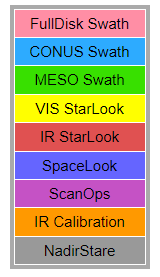 FullDisk Swath
CONUS Swath
MESO Swath
VIS StarLook
IR StarLook
SpaceLook
ScanOps
IR Calibration
NadirStare